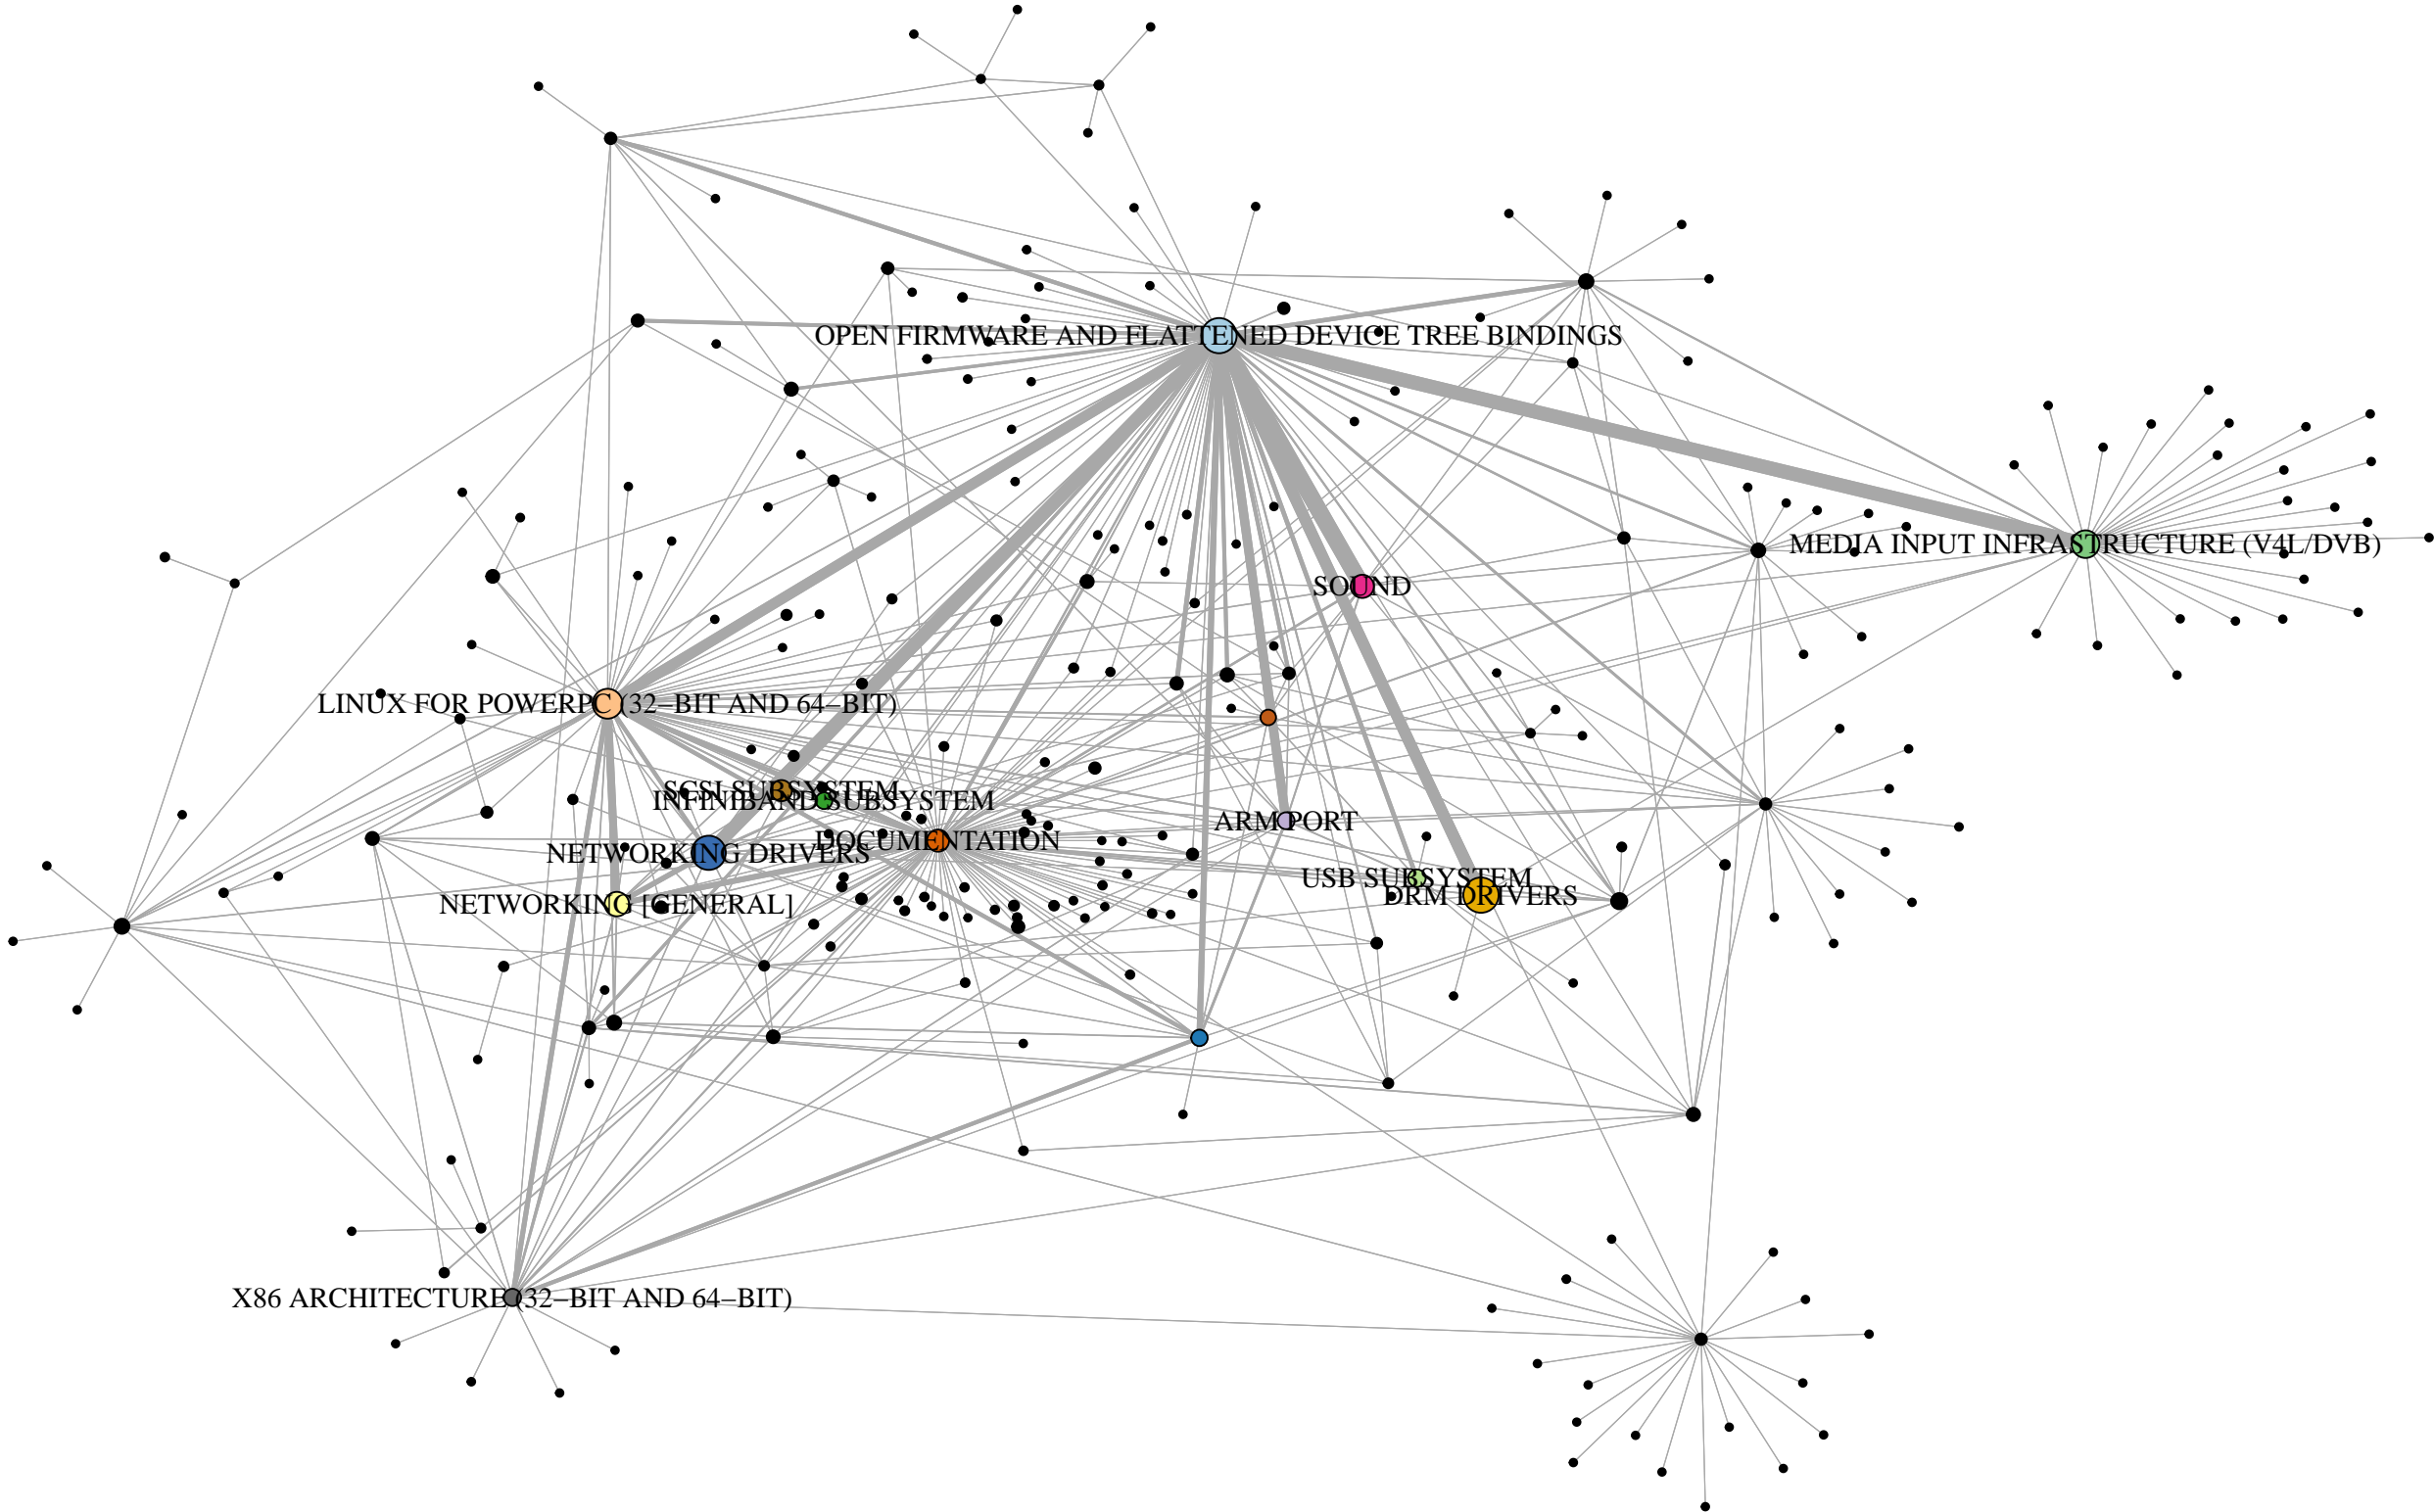 OPEN FIRMWARE AND FLATTENED DEVICE TREE BINDINGS
MEDIA INPUT INFRASTRUCTURE (V4L/DVB)
SOUND
LINUX FOR POWERPC (32−BIT AND 64−BIT)
SCSI SUBSYSTEM
INFINIBAND SUBSYSTEM
ARM PORT
DOCUMENTATION
NETWORKING DRIVERS
USB SUBSYSTEM
DRM DRIVERS
NETWORKING [GENERAL]
X86 ARCHITECTURE (32−BIT AND 64−BIT)